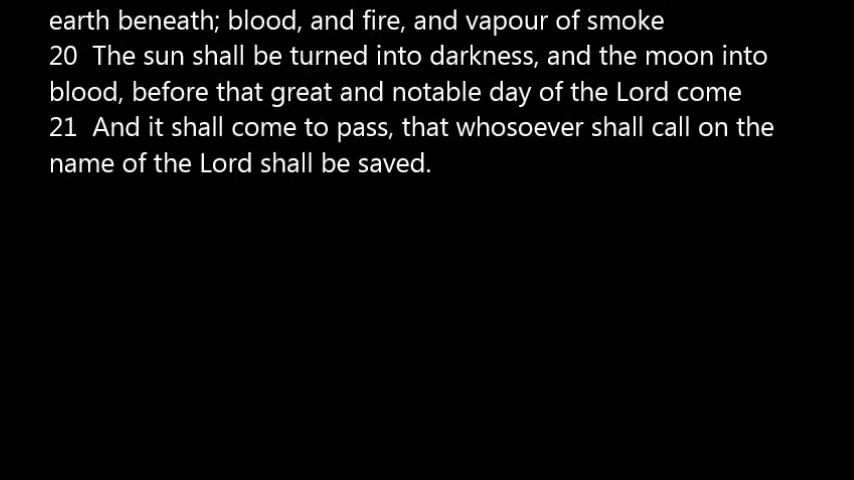 earth beneath; blood, and fire, and vapour of smoke
20 The sun shall be turned into darkness, and the moon into
blood, before that great and notable day of the Lord come
21 And it shall come to pass, that whosoever shall call on the
name of the Lord shall be saved.